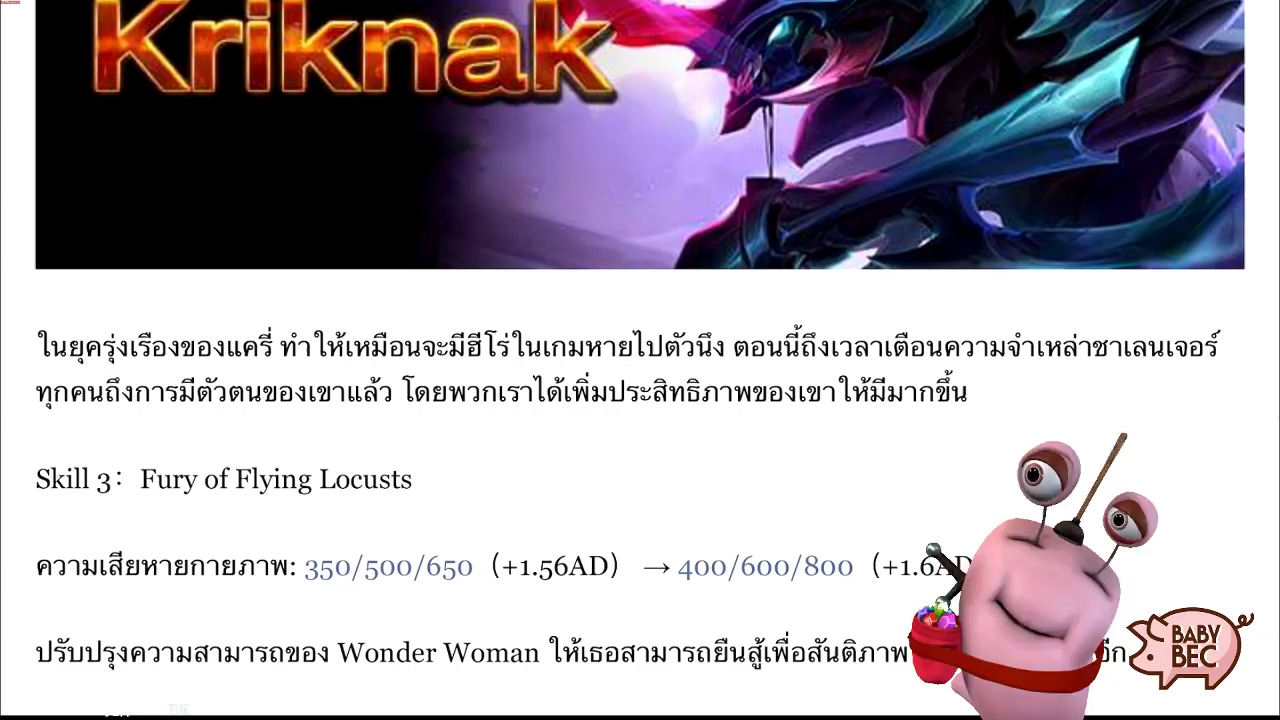 Kriknak
ในยุครุ่งเรืองของแครี่ ทำให้เหมือนจะมีฮีโร่ในเกมหายไปตัวนึง ตอนนี้ถึงเวลาเตือนความจำเหล่าชาเลนเจอร์
ทุกคนถึงการมีตัวตนของเขาแล้ว โดยพวกเราได้เพิ่มประสิทธิภาพของเขาให้มีมากขึ้น
Skill 3： Fury of Flying Locusts
ความเสียหายกายภาพ: 350/500/650（+1.56AD） → 400/600/800（+1.6AD
ปรับปรุงความสามารถของ Wonder Woman ให้เธอสามารถยืนสู้เพื่อสันติภาพ
BABY
BEC